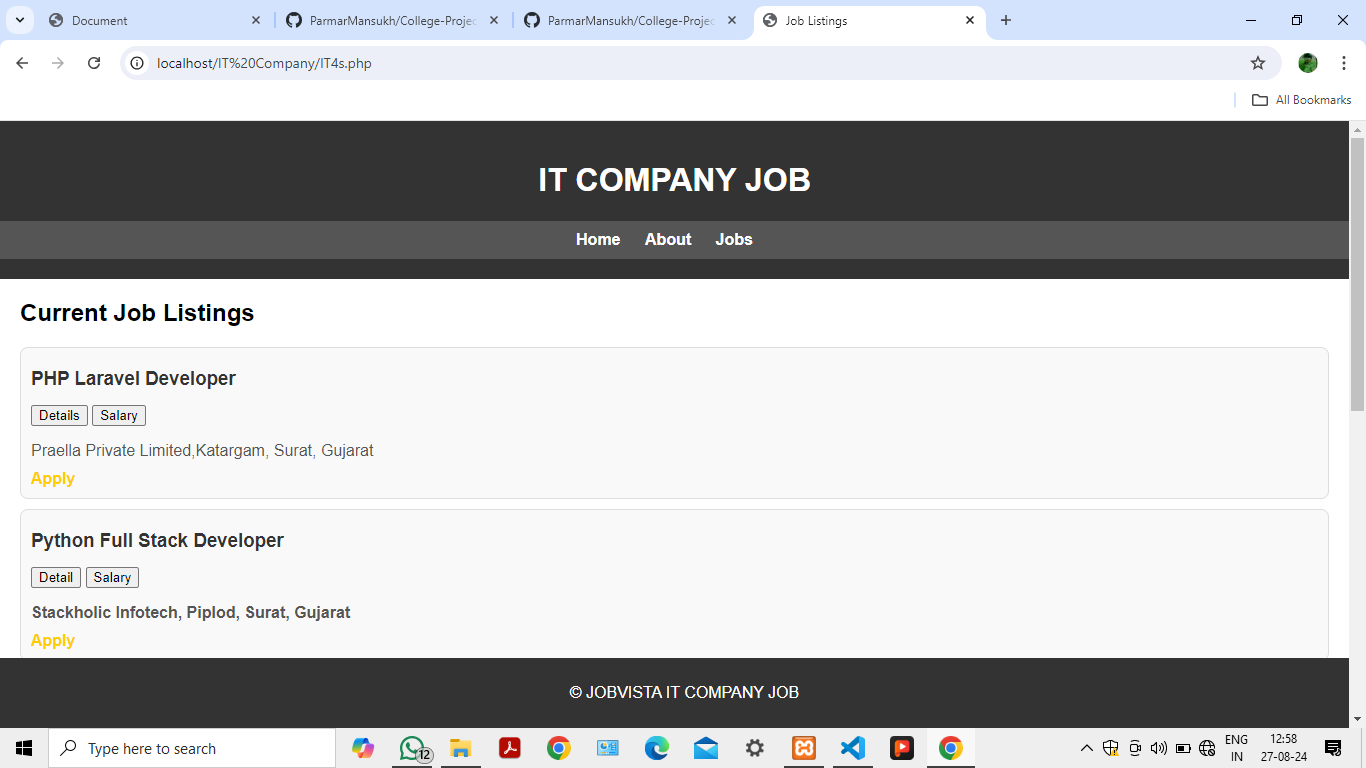 Document
ParmarMansukh/College-Projec
ParmarMansukh/College-Projec
Job Listings
localhost/IT%20Company/IT4s.php
All Bookmarks
IT COMPANY JOB
Home About Jobs
Current Job Listings
PHP Laravel Developer
Details Salary
Praella Private Limited,Katargam, Surat, Gujarat
Apply
Python Full Stack Developer
Detail Salary
Stackholic Infotech, Piplod, Surat, Gujarat
Apply
© JOBVISTA IT COMPANY JOB
Type here to search
12
ENG
IN
12:58
27-08-24